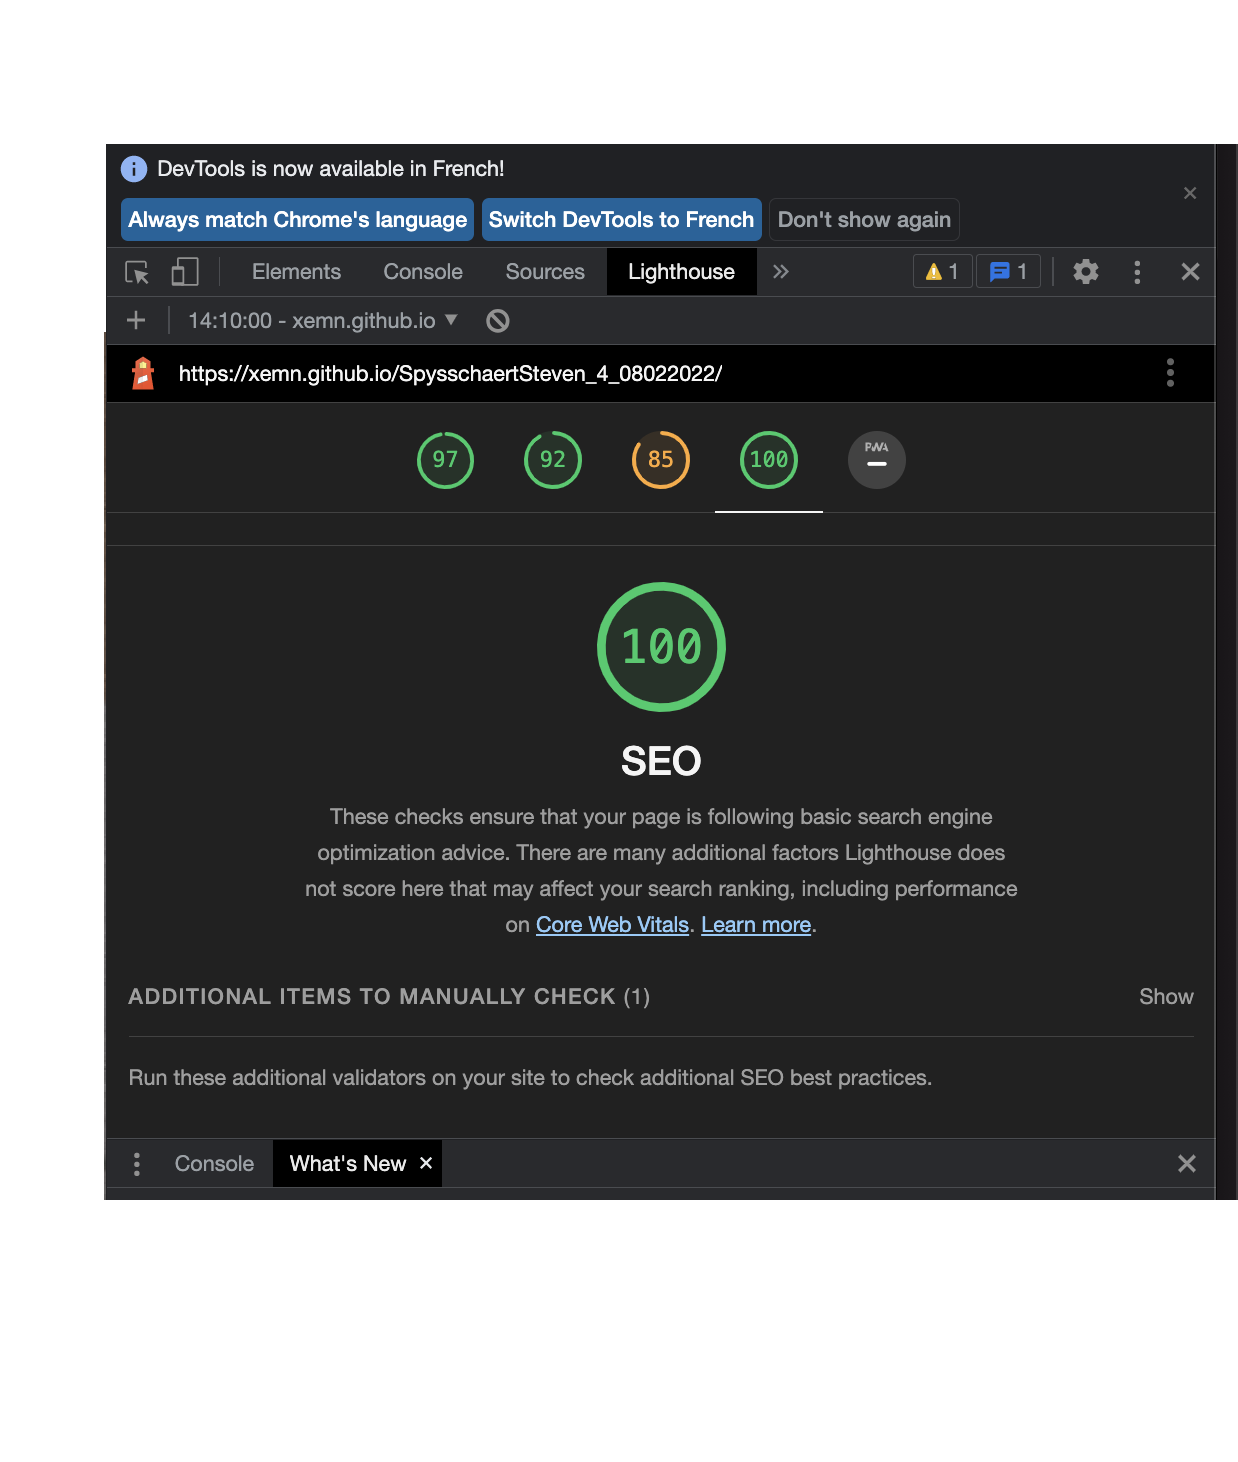 DevTools is now available in French!
Always match Chrome's language Switch DevTools to French Don't show again
Elements Console Sources Lighthouse 1 1
14:10:00 - xemn.github.io
https://xemn.github.io/SpysschaertSteven_4_08022022/
97 92 85 100 PWA
100
SEO
These checks ensure that your page is following basic search engine
optimization advice. There are many additional factors Lighthouse does
not score here that may affect your search ranking, including performance
on Core Web Vitals. Learn more.
ADDITIONAL ITEMS TO MANUALLY CHECK (1) Show
Run these additional validators on your site to check additional SEO best practices.
Console What's New